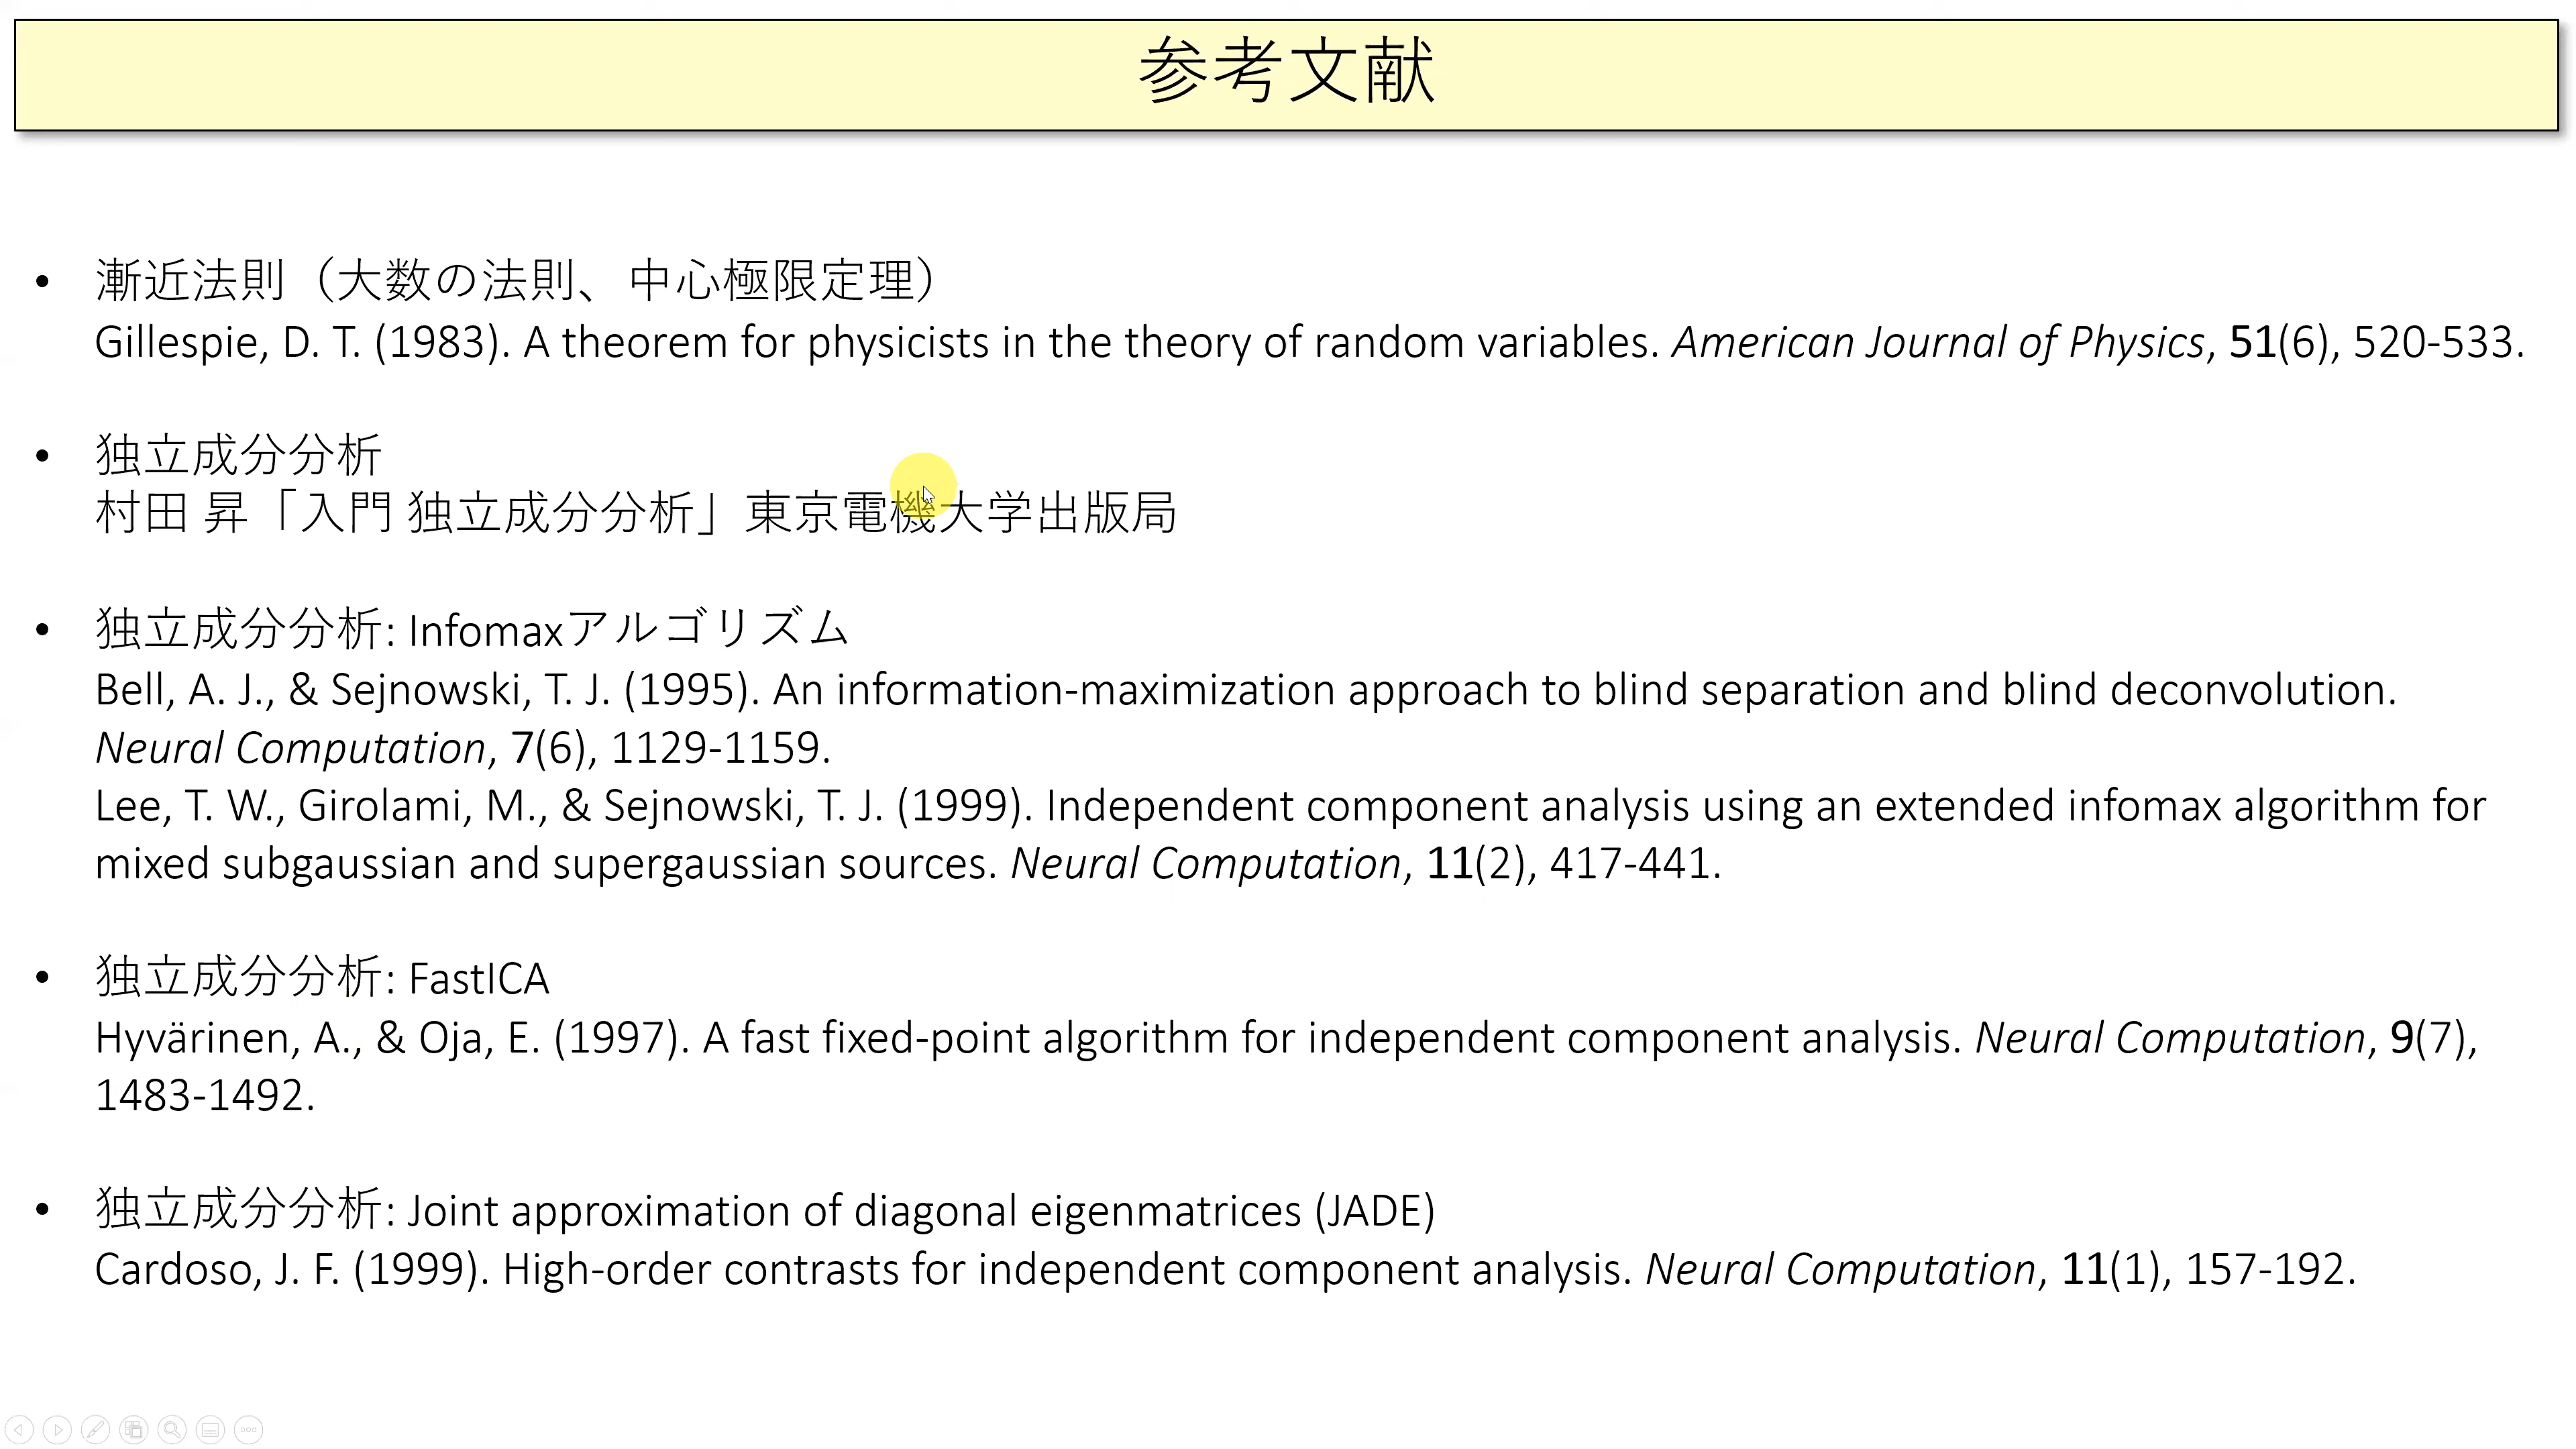 参考文献
• 漸近法則（大数の法則、中心極限定理）
Gillespie, D. T. (1983). A theorem for physicists in the theory of random variables. American Journal of Physics, 51(6), 520-533.
• 独立成分分析
村田 昇「入門 独立成分分析」東京電機大学出版局
• 独立成分分析: Infomaxアルゴリズム
Bell, A. J., & Sejnowski, T. J. (1995). An information-maximization approach to blind separation and blind deconvolution.
Neural Computation, 7(6), 1129-1159.
Lee, T. W., Girolami, M., & Sejnowski, T. J. (1999). Independent component analysis using an extended infomax algorithm for
mixed subgaussian and supergaussian sources. Neural Computation, 11(2), 417-441.
• 独立成分分析: FastICA
Hyvärinen, A., & Oja, E. (1997). A fast fixed-point algorithm for independent component analysis. Neural Computation, 9(7),
1483-1492.
• 独立成分分析: Joint approximation of diagonal eigenmatrices (JADE)
Cardoso, J. F. (1999). High-order contrasts for independent component analysis. Neural Computation, 11(1), 157-192.